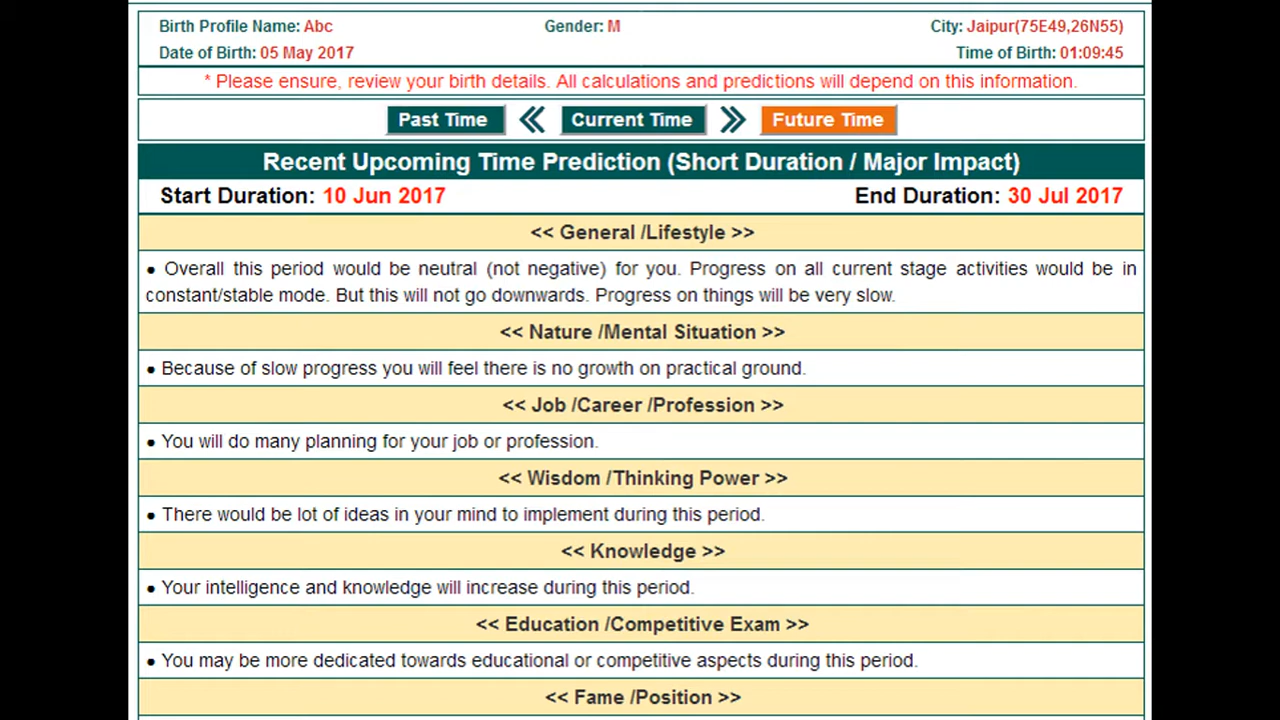 Birth Profile Name: Abc Gender: M City: Jaipur(75E49,26N55)
Date of Birth: 05 May 2017 Time of Birth: 01:09:45
* Please ensure, review your birth details. All calculations and predictions will depend on this information.
Past Time << Current Time >> Future Time
Recent Upcoming Time Prediction (Short Duration / Major Impact)
Start Duration: 10 Jun 2017 End Duration: 30 Jul 2017
<< General /Lifestyle >>
• Overall this period would be neutral (not negative) for you. Progress on all current stage activities would be in
constant/stable mode. But this will not go downwards. Progress on things will be very slow.
<< Nature /Mental Situation >>
• Because of slow progress you will feel there is no growth on practical ground.
<< Job /Career /Profession >>
• You will do many planning for your job or profession.
<< Wisdom /Thinking Power >>
• There would be lot of ideas in your mind to implement during this period.
<< Knowledge >>
• Your intelligence and knowledge will increase during this period.
<< Education /Competitive Exam >>
• You may be more dedicated towards educational or competitive aspects during this period.
<< Fame /Position >>